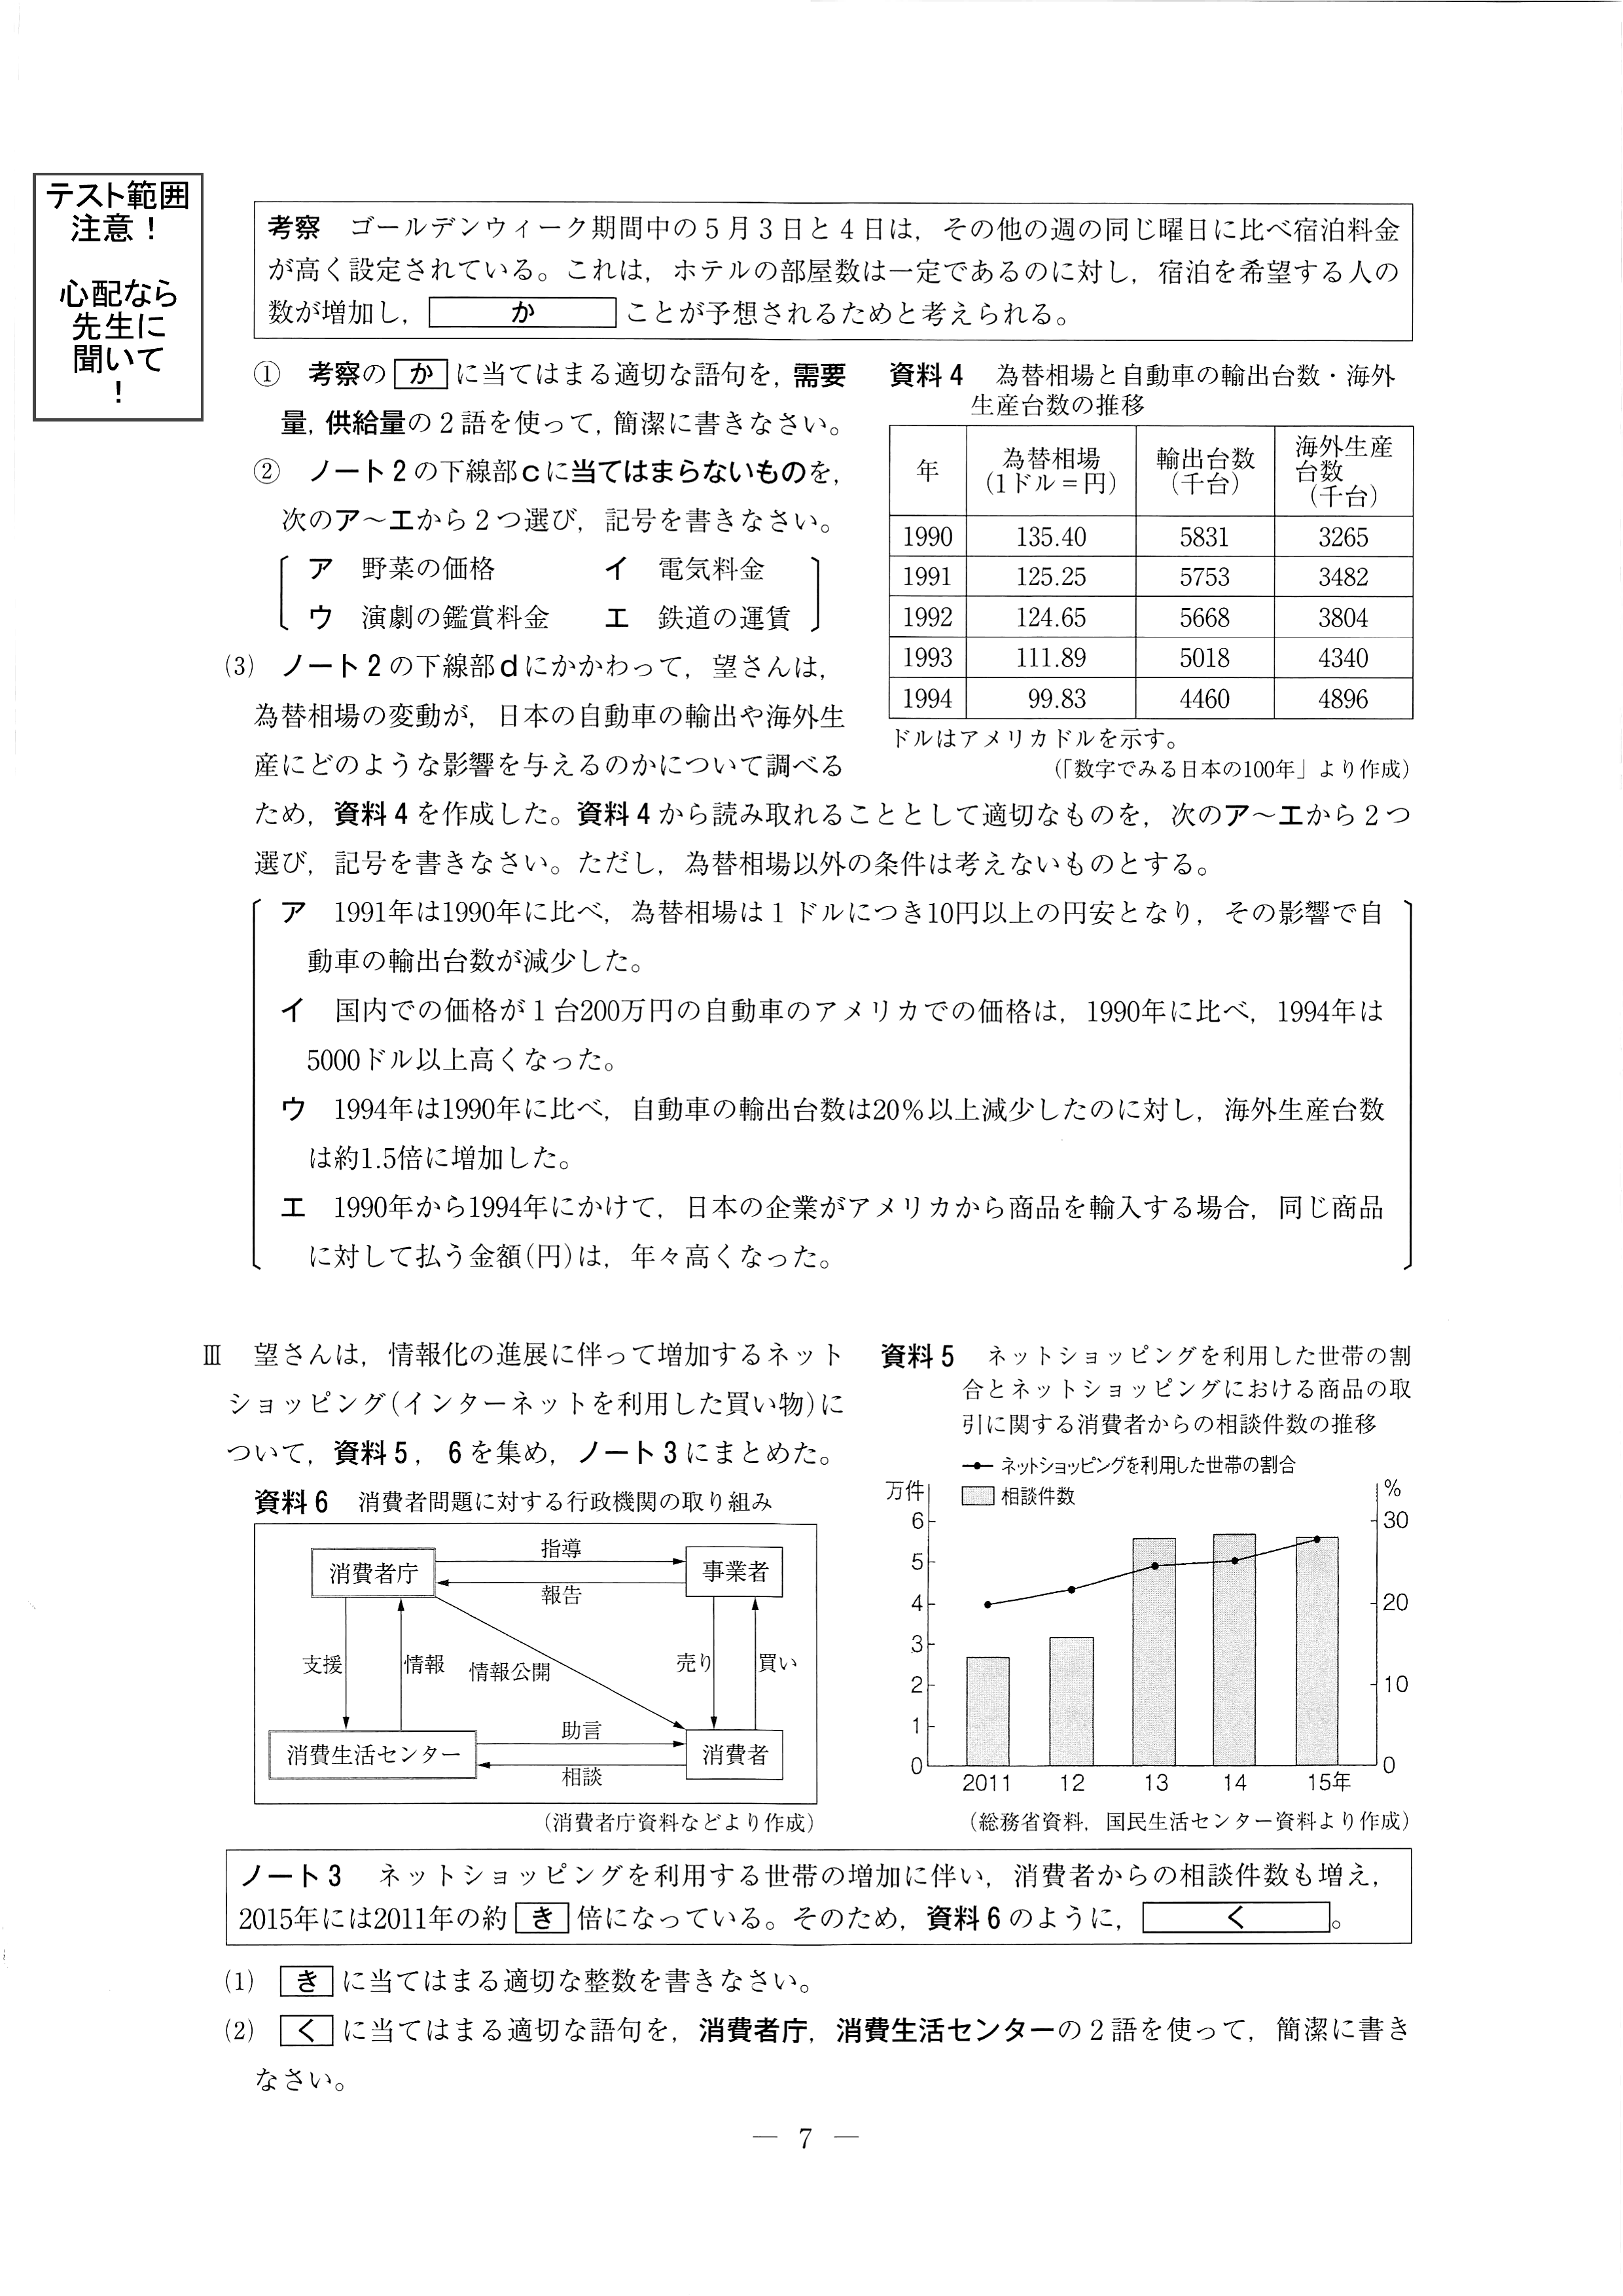 テスト範囲
注意！
心配なら
先生に
聞いて
！
考察　ゴールデンウィーク期間中の５月３日と４日は，その他の週の同じ曜日に比べ宿泊料金
が高く設定されている。これは，ホテルの部屋数は一定であるのに対し，宿泊を希望する人の
数が増加し，か ことが予想されるためと考えられる。
① 考察の か に当てはまる適切な語句を，需要
量，供給量の２語を使って，簡潔に書きなさい。
② ノート２の下線部ｃに当てはまらないものを，
次のア～エから２つ選び，記号を書きなさい。
ア　野菜の価格　イ　電気料金
ウ　演劇の鑑賞料金　エ　鉄道の運賃
資料４　為替相場と自動車の輸出台数・海外
生産台数の推移
年　為替相場（1ドル＝円）　輸出台数（千台）　海外生産台数（千台）
1990　135.40　5831　3265
1991　125.25　5753　3482
1992　124.65　5668　3804
1993　111.89　5018　4340
1994　99.83　4460　4896
ドルはアメリカドルを示す。
（「数字でみる日本の100年」より作成）
(3) ノート２の下線部ｄにかかわって，望さんは，
為替相場の変動が，日本の自動車の輸出や海外生
産にどのような影響を与えるのかについて調べる
ため，資料４を作成した。資料４から読み取れることとして適切なものを，次のア～エから２つ
選び，記号を書きなさい。ただし，為替相場以外の条件は考えないものとする。
ア　1991年は1990年に比べ，為替相場は１ドルにつき10円以上の円安となり，その影響で自
動車の輸出台数が減少した。
イ　国内での価格が１台200万円の自動車のアメリカでの価格は，1990年に比べ，1994年は
5000ドル以上高くなった。
ウ　1994年は1990年に比べ，自動車の輸出台数は20％以上減少したのに対し，海外生産台数
は約1.5倍に増加した。
エ　1990年から1994年にかけて，日本の企業がアメリカから商品を輸入する場合，同じ商品
に対して払う金額(円)は，年々高くなった。
Ⅲ　望さんは，情報化の進展に伴って増加するネット
ショッピング(インターネットを利用した買い物)に
ついて，資料５，６を集め，ノート３にまとめた。
資料６　消費者問題に対する行政機関の取り組み
消費者庁　指導　事業者
報告
支援　情報　情報公開　売り　買い
助言
消費生活センター　消費者
相談
（消費者庁資料などより作成）
資料５　ネットショッピングを利用した世帯の割
合とネットショッピングにおける商品の取
引に関する消費者からの相談件数の推移
ネットショッピングを利用した世帯の割合
万件　相談件数　％
6　30
5
4　20
3
2　10
1
0　0
2011　12　13　14　15年
（総務省資料，国民生活センター資料より作成）
ノート３　ネットショッピングを利用する世帯の増加に伴い，消費者からの相談件数も増え，
2015年には2011年の約 き 倍になっている。そのため，資料６のように，く。
(1) き に当てはまる適切な整数を書きなさい。
(2) く に当てはまる適切な語句を，消費者庁，消費生活センターの２語を使って，簡潔に書き
なさい。
― 7 ―